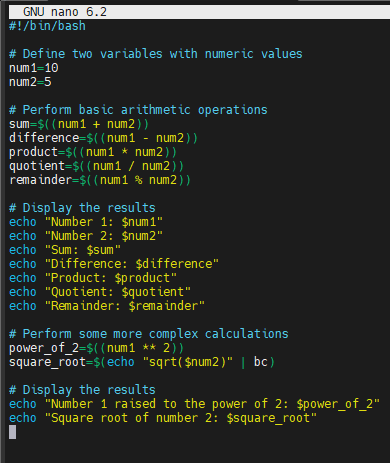 GNU nano 6.2
#!/bin/bash
# Define two variables with numeric values
num1=10
num2=5
# Perform basic arithmetic operations
sum=$((num1 + num2))
difference=$((num1 - num2))
product=$((num1 * num2))
quotient=$((num1 / num2))
remainder=$((num1 % num2))
# Display the results
echo "Number 1: $num1"
echo "Number 2: $num2"
echo "Sum: $sum"
echo "Difference: $difference"
echo "Product: $product"
echo "Quotient: $quotient"
echo "Remainder: $remainder"
# Perform some more complex calculations
power_of_2=$((num1 ** 2))
square_root=$(echo "sqrt($num2)" | bc)
# Display the results
echo "Number 1 raised to the power of 2: $power_of_2"
echo "Square root of number 2: $square_root"